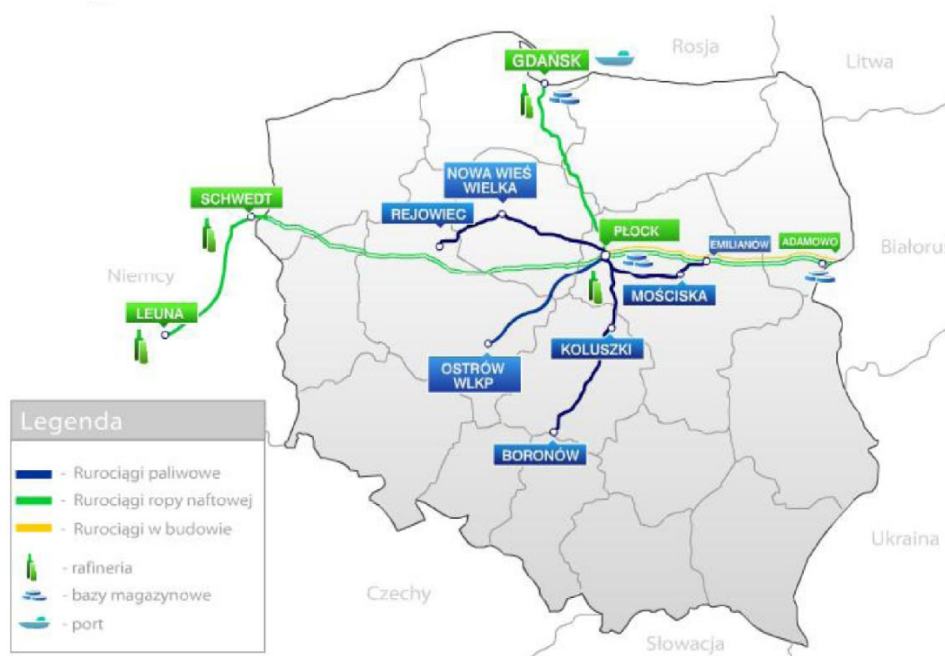 Rosja
Litwa
GDAŃSK
NOWA WIEŚ
WIELKA
SCHWEDT
REJOWIEC
PŁOCK
EMILIANÓW
ADAMOWO
Białoruś
Niemcy
MOŚCISKA
LEUNA
KOLUSZKI
OSTRÓW
WLKP
BORONÓW
Legenda
- Rurociągi paliwowe
- Rurociągi ropy naftowej
- Rurociągi w budowie
- rafineria
- bazy magazynowe
- port
Ukraina
Czechy
Słowacja